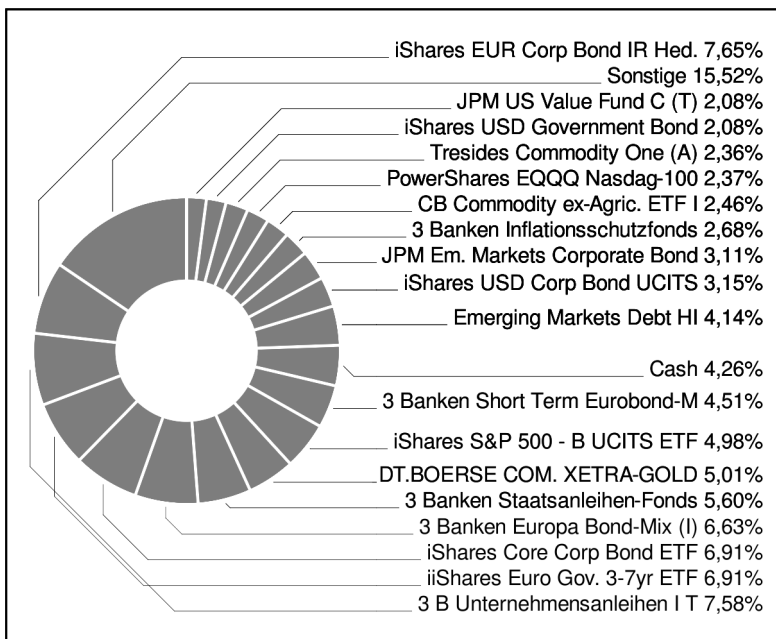 iShares EUR Corp Bond IR Hed. 7,65%
Sonstige 15,52%
JPM US Value Fund C (T) 2,08%
iShares USD Government Bond 2,08%
Tresides Commodity One (A) 2,36%
PowerShares EQQQ Nasdag-100 2,37%
CB Commodity ex-Agric. ETF I 2,46%
3 Banken Inflationsschutzfonds 2,68%
JPM Em. Markets Corporate Bond 3,11%
iShares USD Corp Bond UCITS 3,15%
Emerging Markets Debt HI 4,14%
Cash 4,26%
3 Banken Short Term Eurobond-M 4,51%
iShares S&P 500 - B UCITS ETF 4,98%
DT.BOERSE COM. XETRA-GOLD 5,01%
3 Banken Staatsanleihen-Fonds 5,60%
3 Banken Europa Bond-Mix (I) 6,63%
iShares Core Corp Bond ETF 6,91%
iiShares Euro Gov. 3-7yr ETF 6,91%
3 B Unternehmensanleihen I T 7,58%